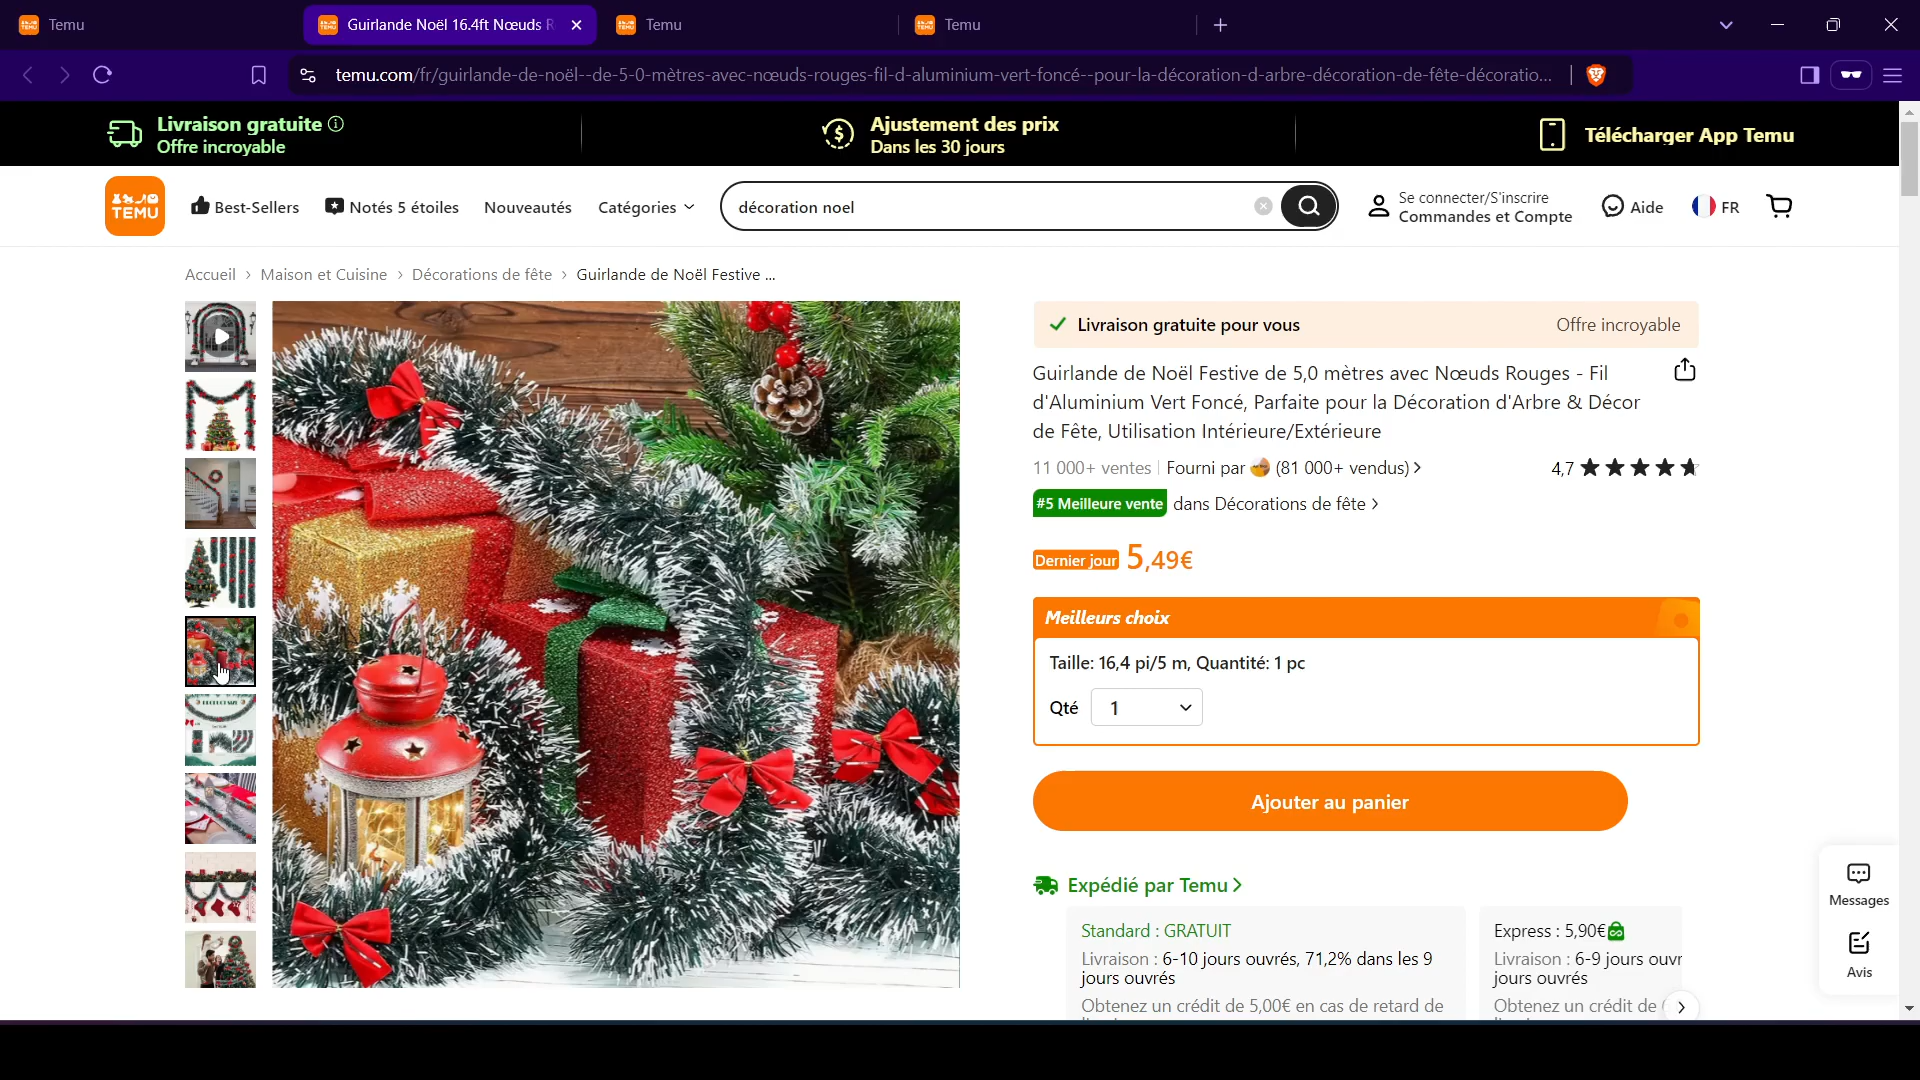 Temu
Guirlande Noël 16.4ft Nœuds R
Temu
Temu
temu.com/fr/guirlande-de-noël--de-5-0-mètres-avec-nœuds-rouges-fil-d-aluminium-vert-foncé--pour-la-décoration-d-arbre-décoration-de-fête-décoratio...
Livraison gratuite
Offre incroyable
Ajustement des prix
Dans les 30 jours
Télécharger App Temu
TEMU
Best-Sellers
Notés 5 étoiles
Nouveautés
Catégories
décoration noel
Se connecter/S'inscrire
Commandes et Compte
Aide
FR
Accueil › Maison et Cuisine › Décorations de fête › Guirlande de Noël Festive ...
Livraison gratuite pour vous
Offre incroyable
Guirlande de Noël Festive de 5,0 mètres avec Nœuds Rouges - Fil
d'Aluminium Vert Foncé, Parfaite pour la Décoration d'Arbre & Décor
de Fête, Utilisation Intérieure/Extérieure
11 000+ ventes | Fourni par (81 000+ vendus) >
4,7
#5 Meilleure vente dans Décorations de fête >
Dernier jour 5,49€
Meilleurs choix
Taille: 16,4 pi/5 m, Quantité: 1 pc
Qté 1
Ajouter au panier
PRODUCT SIZE
Expédié par Temu >
Standard : GRATUIT
Livraison : 6-10 jours ouvrés, 71,2% dans les 9
jours ouvrés
Obtenez un crédit de 5,00€ en cas de retard de
Express : 5,90€
Livraison : 6-9 jours ouvr
jours ouvrés
Obtenez un crédit de
Messages
Avis